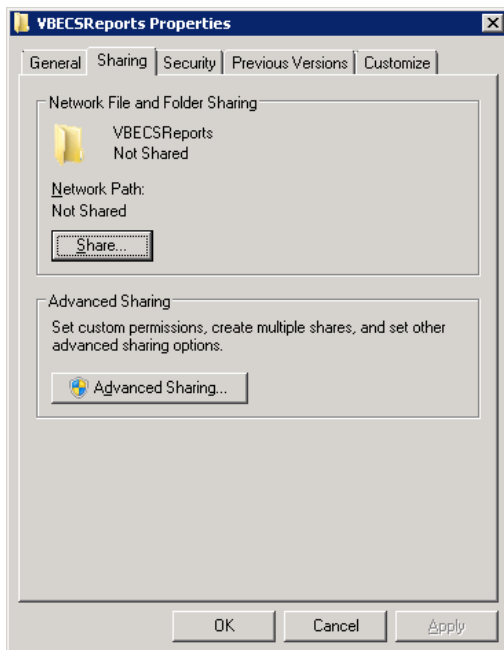 VBECSReports Properties
General
Sharing
Security
Previous Versions
Customize
Network File and Folder Sharing
VBECSReports
Not Shared
Network Path:
Not Shared
Share...
Advanced Sharing
Set custom permissions, create multiple shares, and set other
advanced sharing options.
Advanced Sharing...
OK
Cancel
Apply